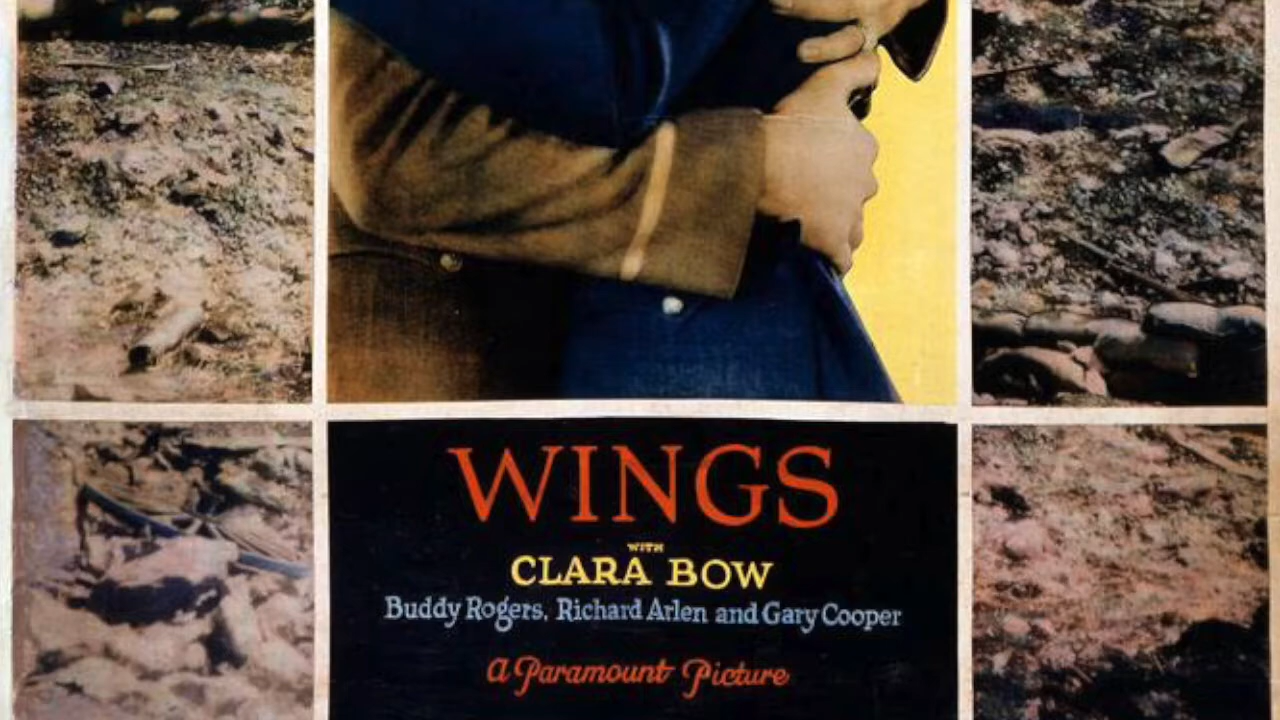 WINGS
WITH
CLARA BOW
Buddy Rogers, Richard Arlen and Gary Cooper
A Paramount Picture